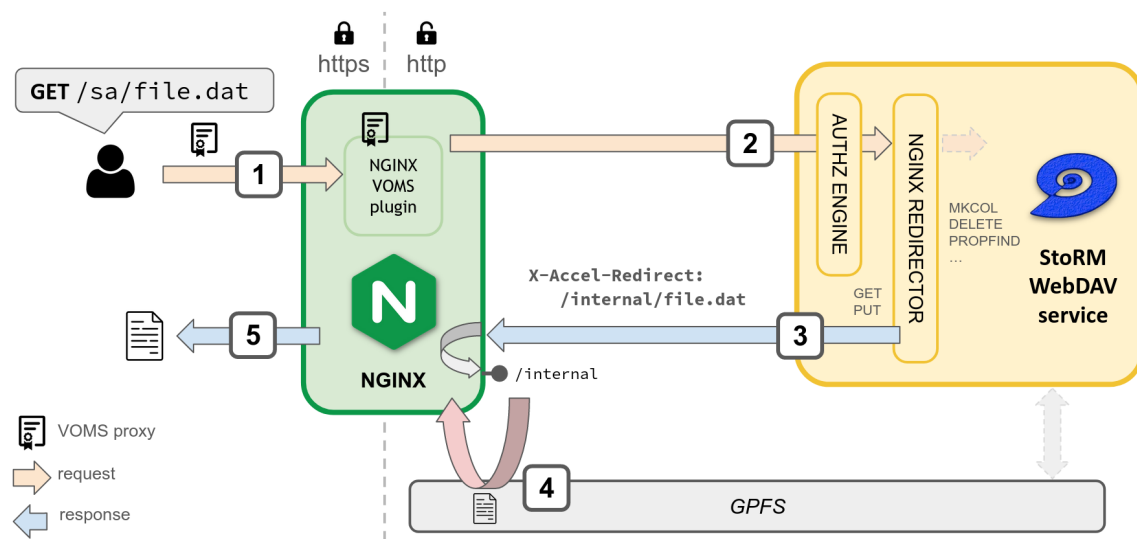 https
http
GET /sa/file.dat
1
NGINX
VOMS
plugin
2
AUTHZ ENGINE
NGINX REDIRECTOR
MKCOL
DELETE
PROPFIND
...
StoRM
WebDAV
service
GET
PUT
X-Accel-Redirect:
/internal/file.dat
3
5
N
NGINX
/internal
4
GPFS
VOMS proxy
request
response